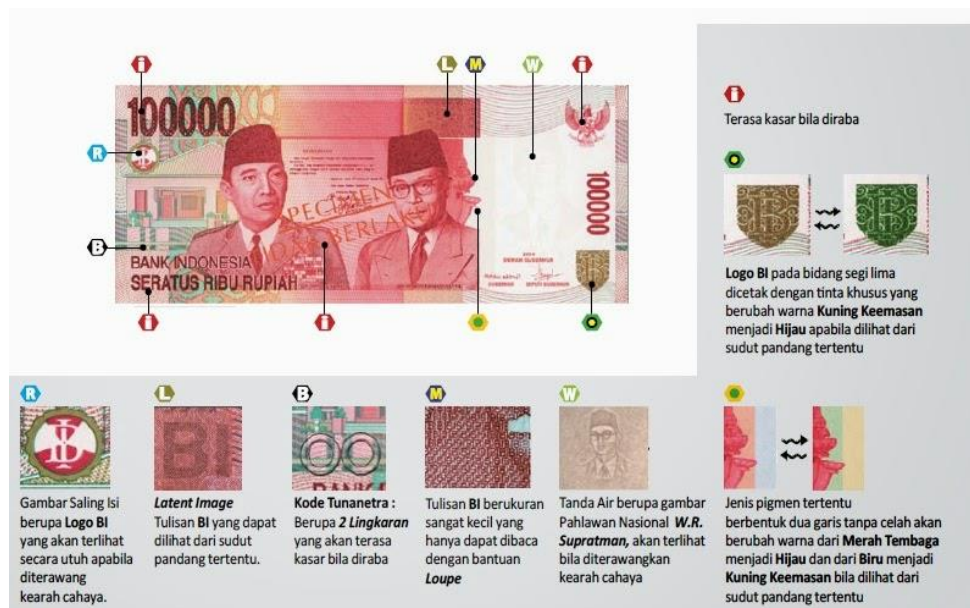 i
L
M
W
i
100000
R
SPECIMEN
TIDAK BERLAKU
100000
B
BANK INDONESIA
SERATUS RIBU RUPIAH
DEWAN GUBERNUR
GUBERNUR
DEPUTI GUBERNUR
i
i
i
Terasa kasar bila diraba
Logo BI pada bidang segi lima
dicetak dengan tinta khusus yang
berubah warna Kuning Keemasan
menjadi Hijau apabila dilihat dari
sudut pandang tertentu
R
Gambar Saling Isi
berupa Logo BI
yang akan terlihat
secara utuh apabila
diterawang
kearah cahaya.
L
BI
Latent Image
Tulisan BI yang dapat
dilihat dari sudut
pandang tertentu.
B
Kode Tunanetra :
Berupa 2 Lingkaran
yang akan terasa
kasar bila diraba
M
Tulisan BI berukuran
sangat kecil yang
hanya dapat dibaca
dengan bantuan
Loupe
W
Tanda Air berupa gambar
Pahlawan Nasional W.R.
Supratman, akan terlihat
bila diterawangkan
kearah cahaya
Jenis pigmen tertentu
berbentuk dua garis tanpa celah akan
berubah warna dari Merah Tembaga
menjadi Hijau dan dari Biru menjadi
Kuning Keemasan bila dilihat dari
sudut pandang tertentu